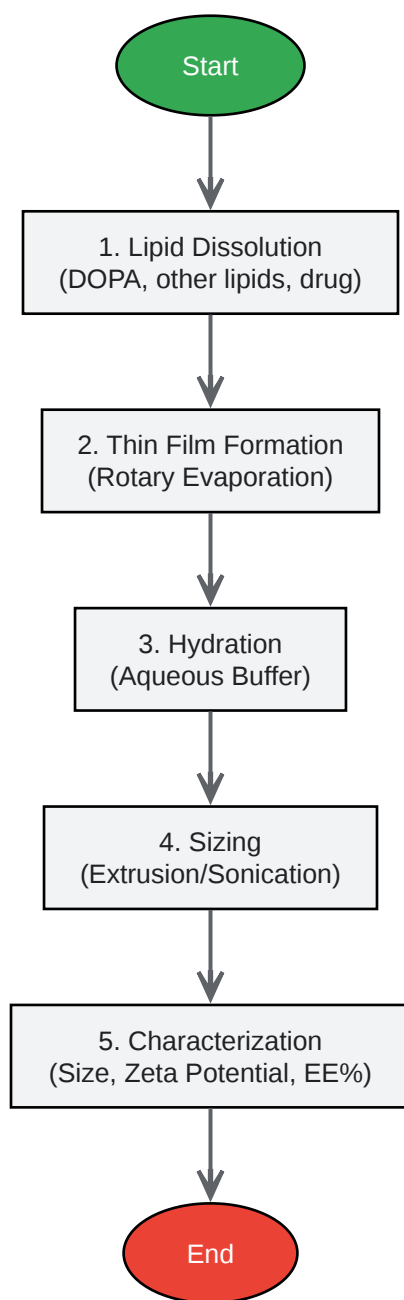 Start
1. Lipid Dissolution
(DOPA, other lipids, drug)
2. Thin Film Formation
(Rotary Evaporation)
3. Hydration
(Aqueous Buffer)
4. Sizing
(Extrusion/Sonication)
5. Characterization
(Size, Zeta Potential, EE%)
End